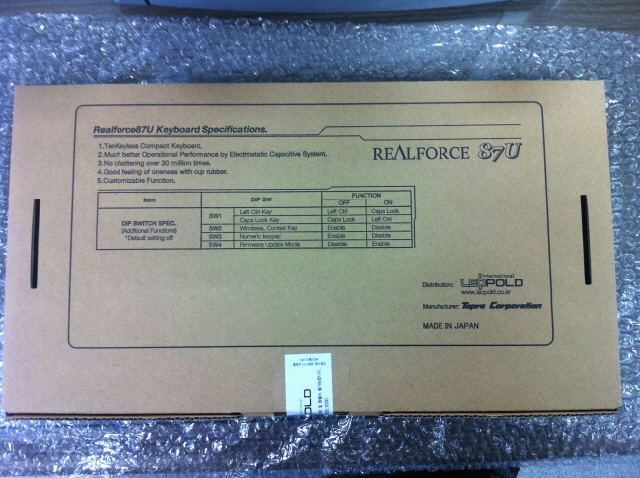 Realforce87U Keyboard Specifications.
1.TenKeyless Compact Keyboard.
2.Much better Operational Performance by Electrostatic Capacitive System.
3.No chattering over 30 million times.
4.Good feeling of oneness with cup rubber.
5.Customizable Function.
REALFORCE 87U
Item DIP SW FUNCTION
OFF ON
DIP SWITCH SPEC.
(Additional Functions)
*Default setting off
SW1 Left Ctrl Key Left Ctrl Caps Lock
Caps Lock Key Caps Lock Left Ctrl
SW2 Windows, Context Key Enable Disable
SW3 Numeric keypad Enable Disable
SW4 Firmware Update Mode Disable Enable
Distribution: international
LEOPOLD
www.leopold.co.kr
Manufacturer: Topre Corporation
MADE IN JAPAN
POLD